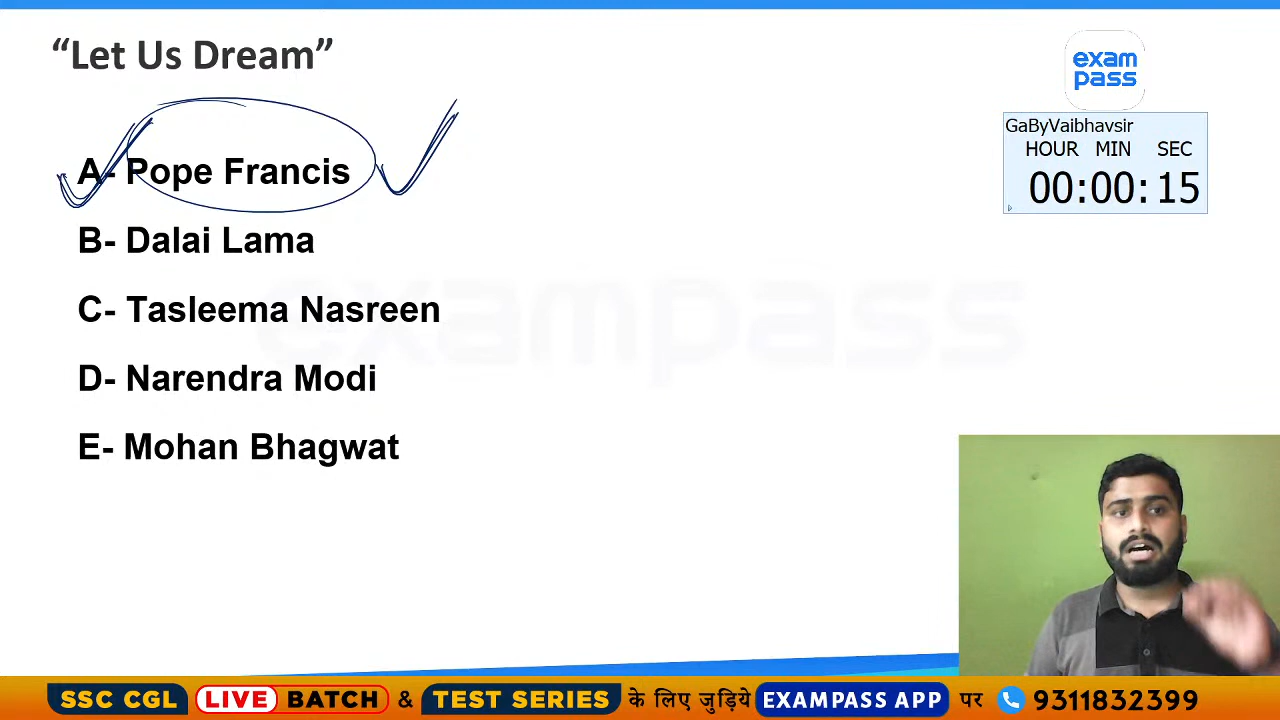 “Let Us Dream”
exam
pass
GaByVaibhavsir
HOUR MIN SEC
00:00:15
A- Pope Francis
B- Dalai Lama
C- Tasleema Nasreen
D- Narendra Modi
E- Mohan Bhagwat
exampass
SSC CGL LIVE BATCH & TEST SERIES के लिए जुड़िये EXAMPASS APP पर 9311832399